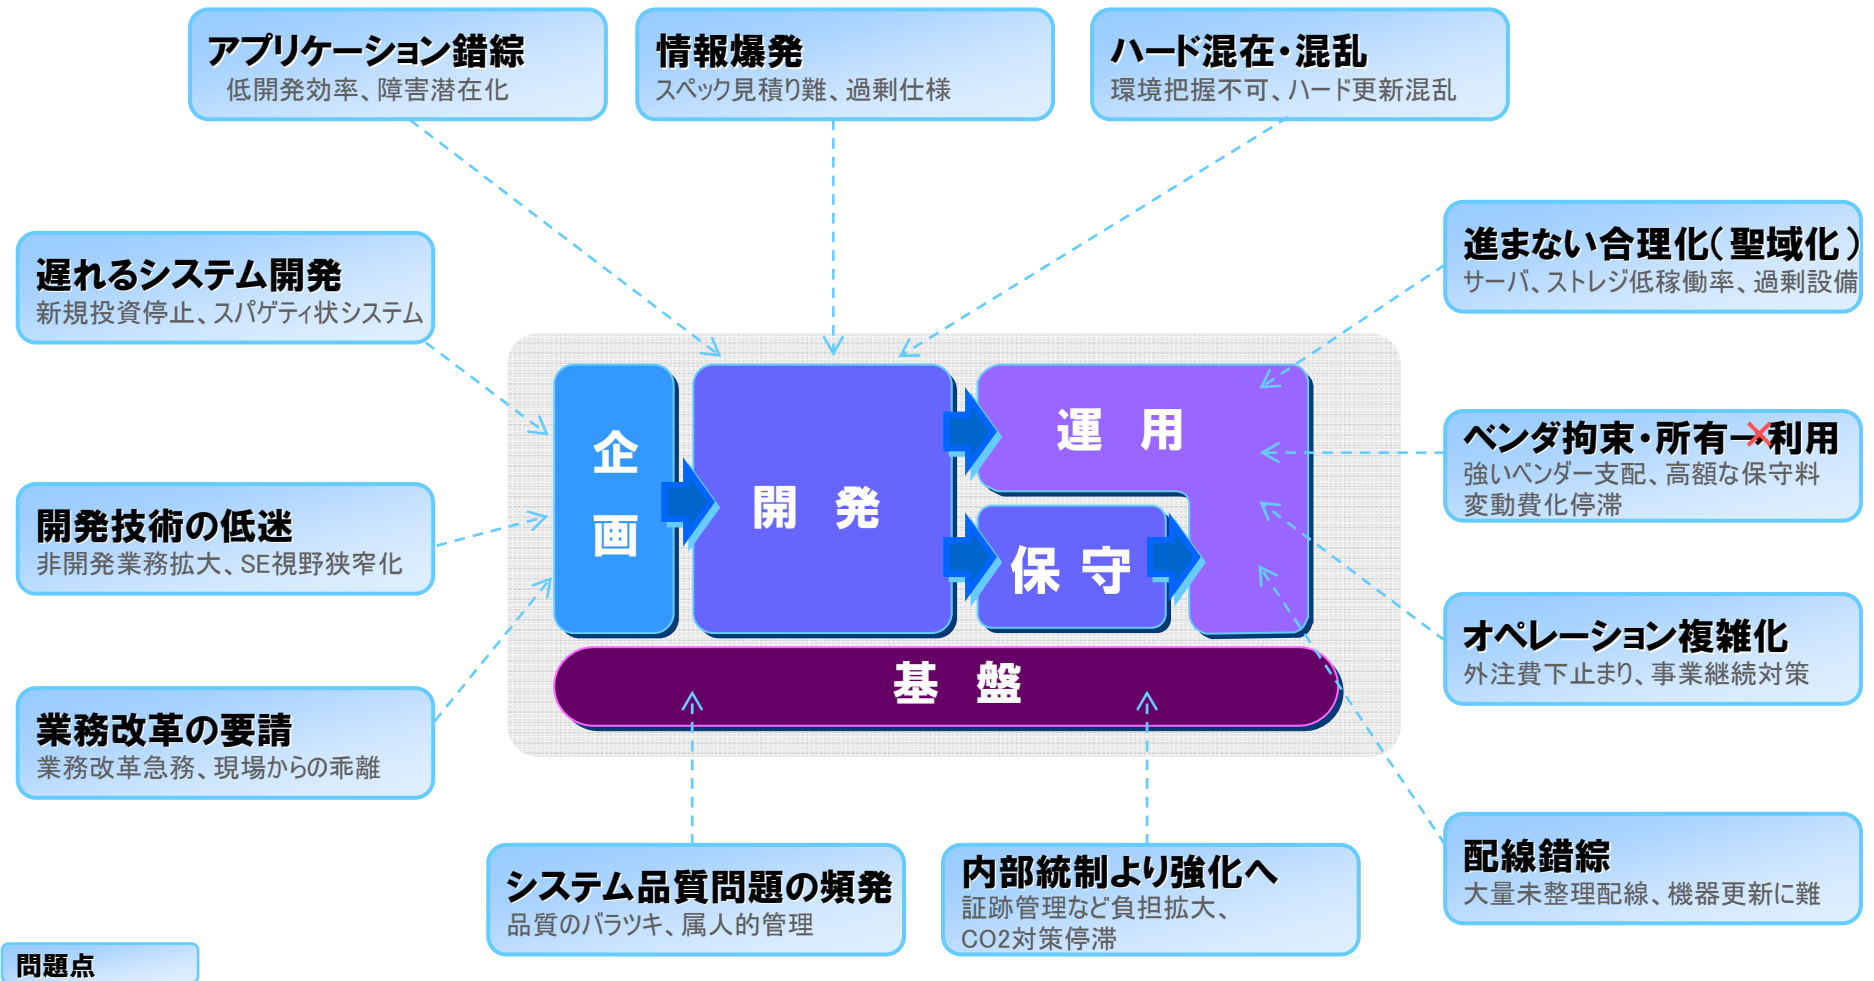 アプリケーション錯綜
低開発効率、障害潜在化
情報爆発
スペック見積り難、過剰仕様
ハード混在・混乱
環境把握不可、ハード更新混乱
遅れるシステム開発
新規投資停止、スパゲティ状システム
進まない合理化(聖域化)
サーバ、ストレジ低稼働率、過剰設備
開発技術の低迷
非開発業務拡大、SE視野狭窄化
ベンダ拘束・所有→利用
強いベンダー支配、高額な保守料
変動費化停滞
業務改革の要請
業務改革急務、現場からの乖離
オペレーション複雑化
外注費下止まり、事業継続対策
企画
開 発
運 用
保 守
基 盤
システム品質問題の頻発
品質のバラツキ、属人的管理
内部統制より強化へ
証跡管理など負担拡大、
CO2対策停滞
配線錯綜
大量未整理配線、機器更新に難
問題点